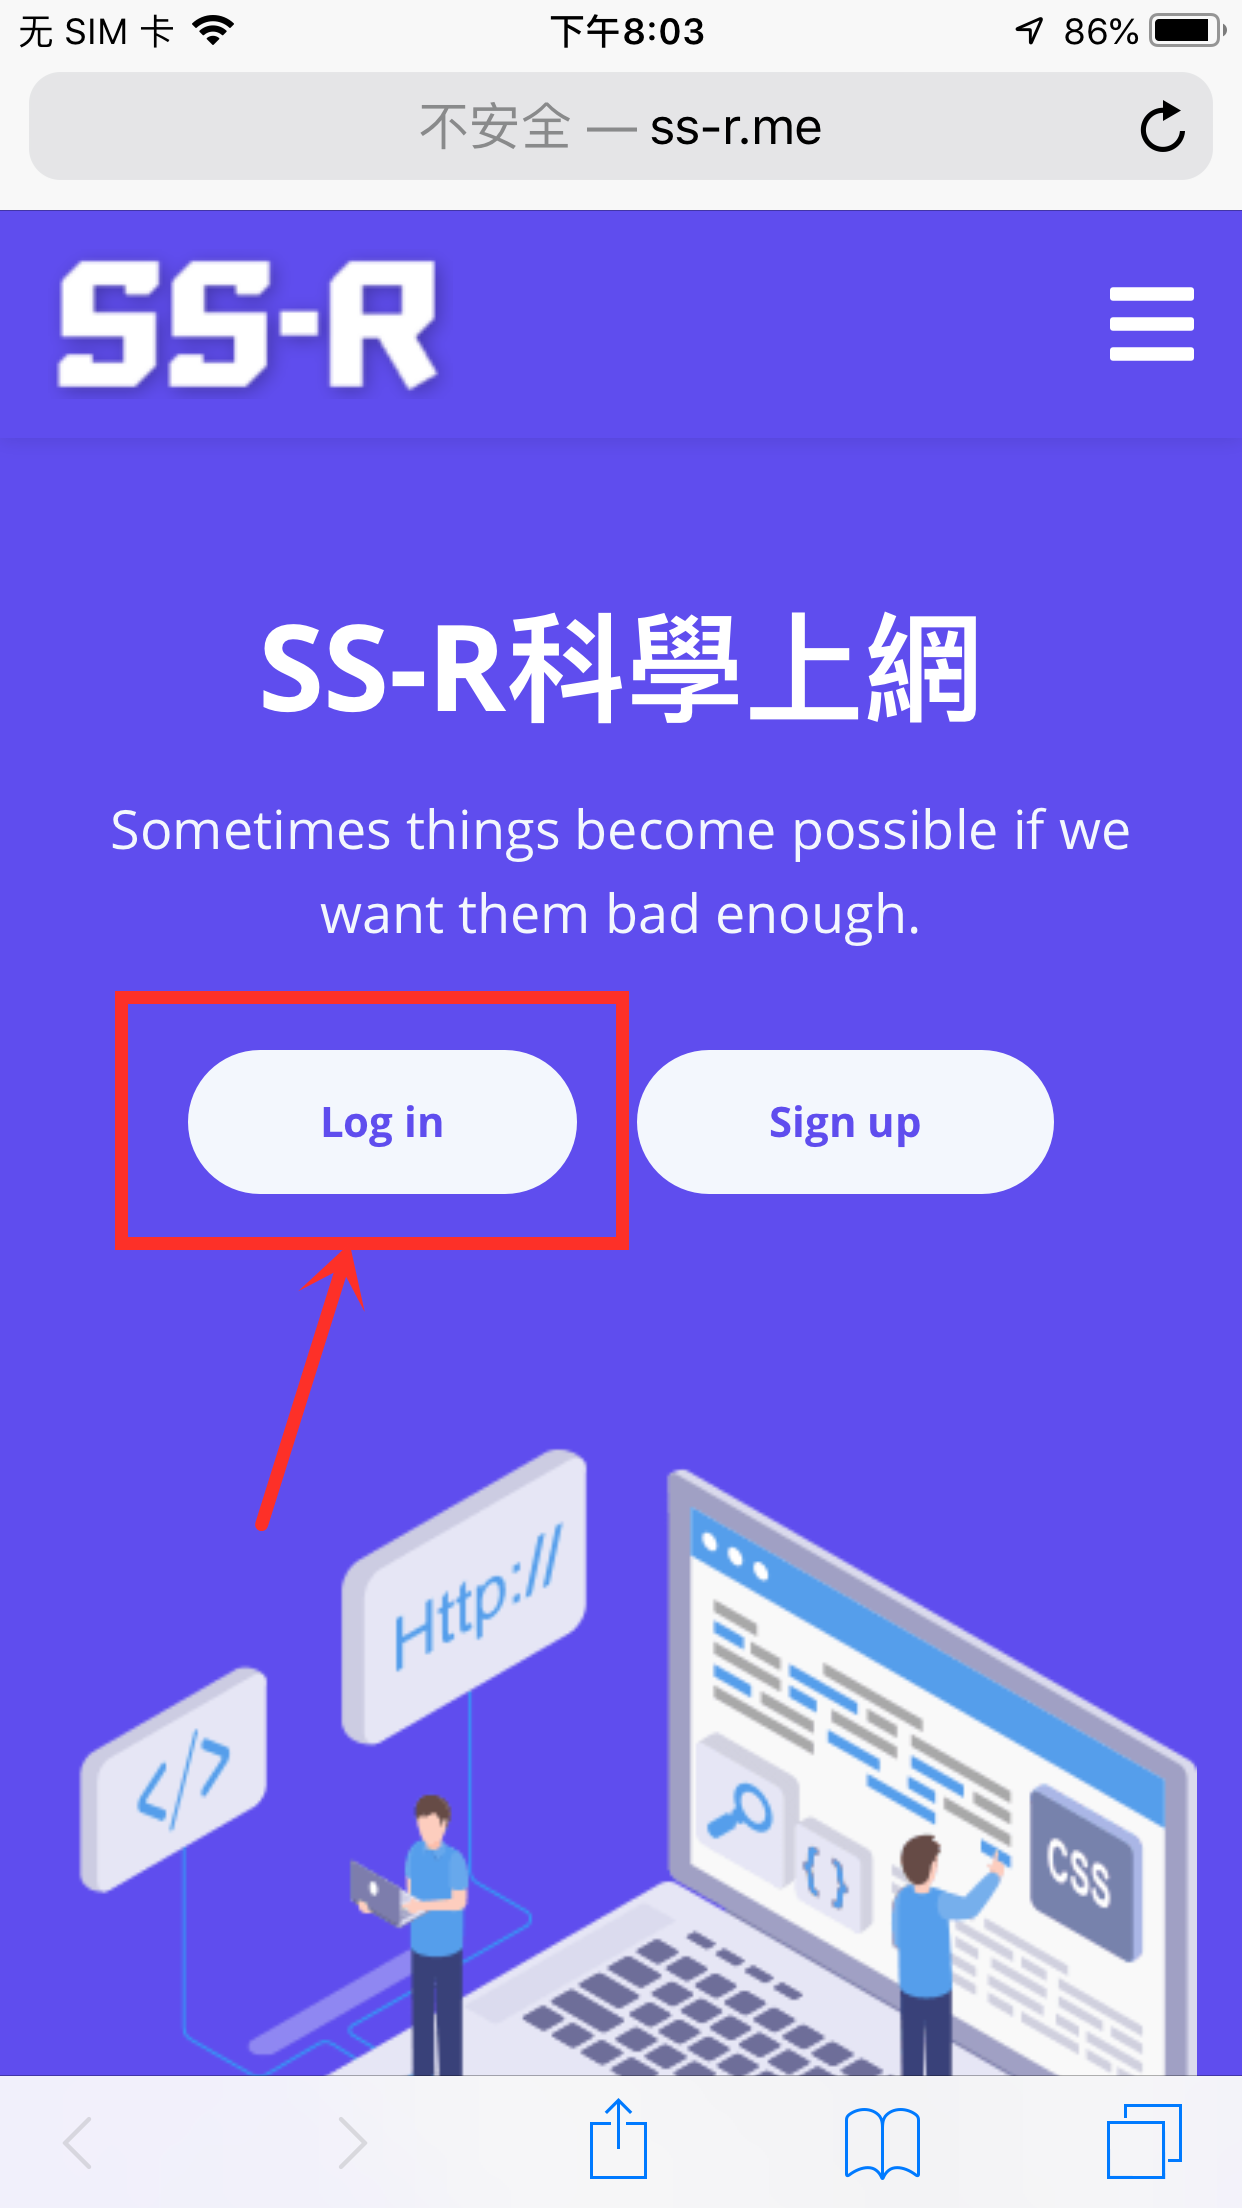 无 SIM 卡
下午8:03
86%
不安全 — ss-r.me
SS-R
SS-R科學上網
Sometimes things become possible if we
want them bad enough.
Log in
Sign up
Http://
</>
{ }
CSS